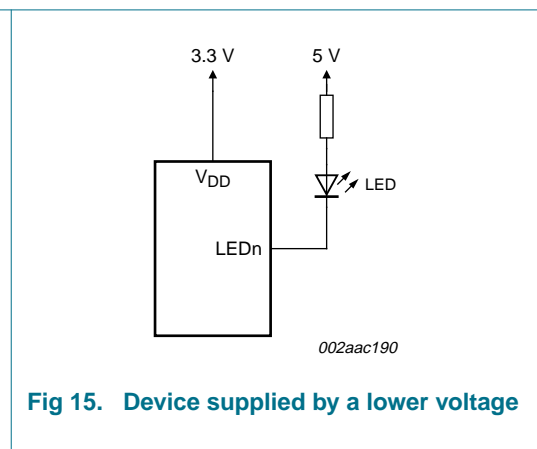 3.3 V
5 V
VDD
LED
LEDn
002aac190
Fig 15. Device supplied by a lower voltage